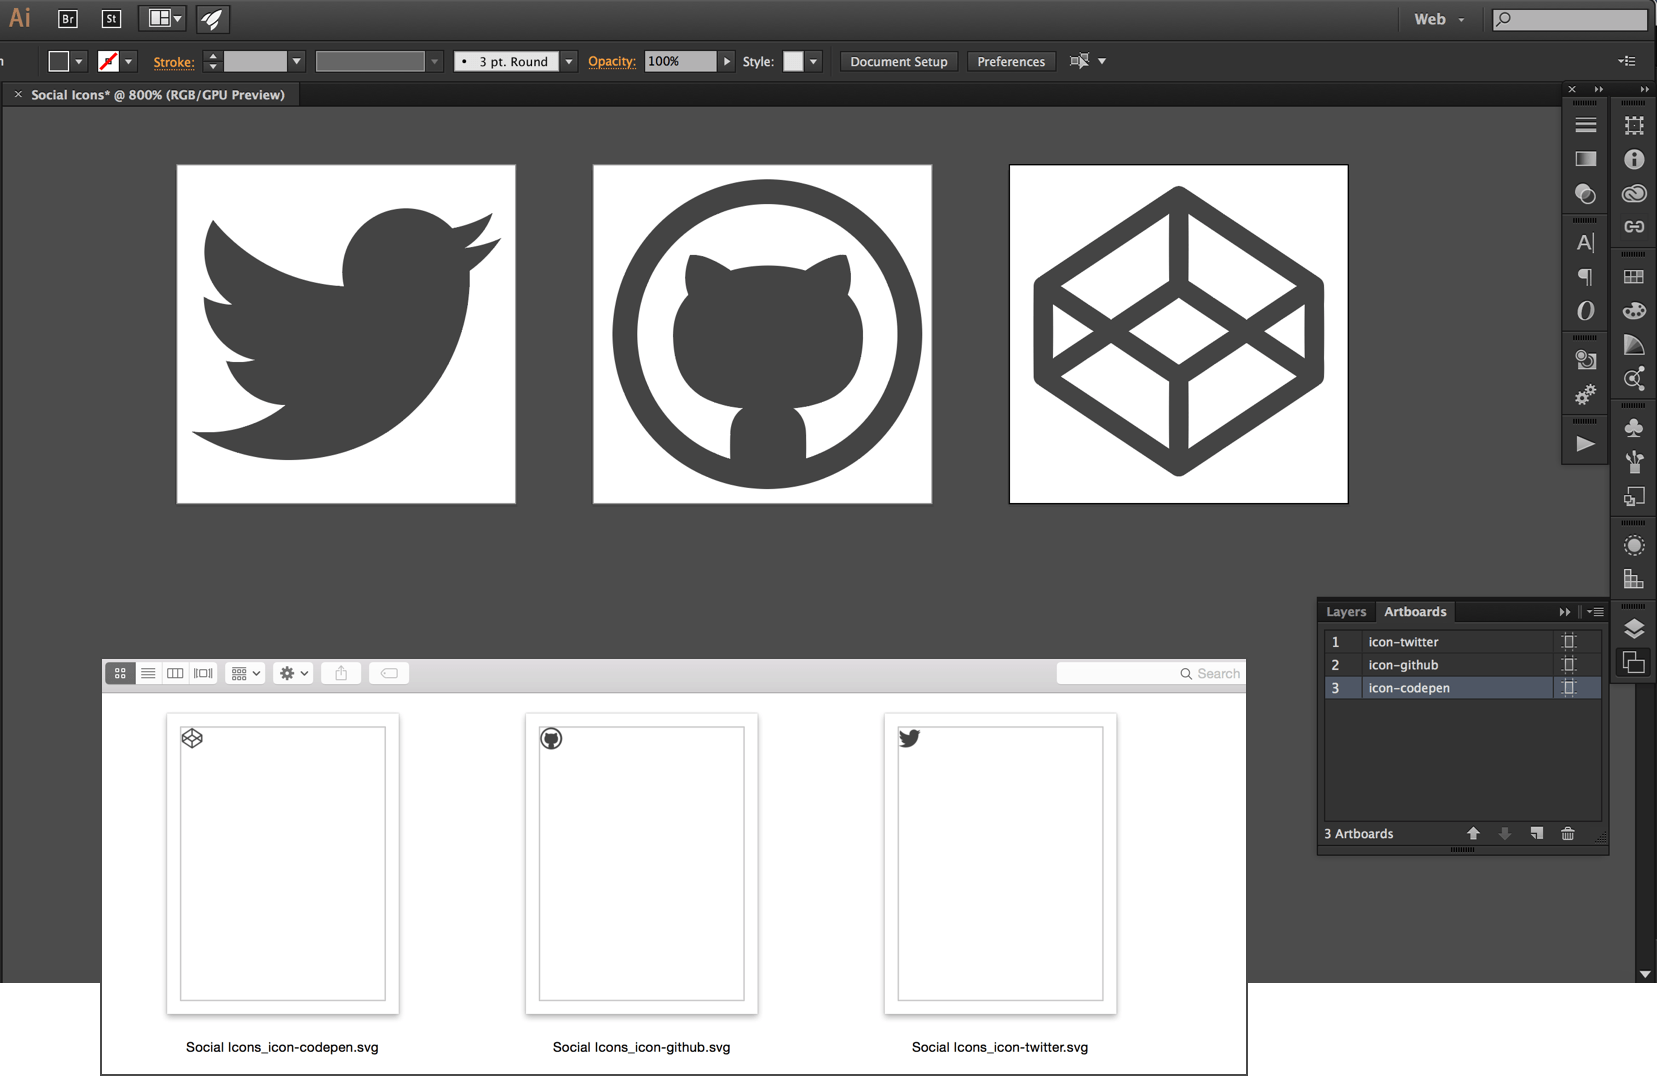 Ai Br St Web
Stroke: 3 pt. Round Opacity: 100% Style: Document Setup Preferences
× Social Icons* @ 800% (RGB/GPU Preview)
Layers Artboards
1 icon-twitter
2 icon-github
3 icon-codepen
3 Artboards
Search
Social Icons_icon-codepen.svg Social Icons_icon-github.svg Social Icons_icon-twitter.svg